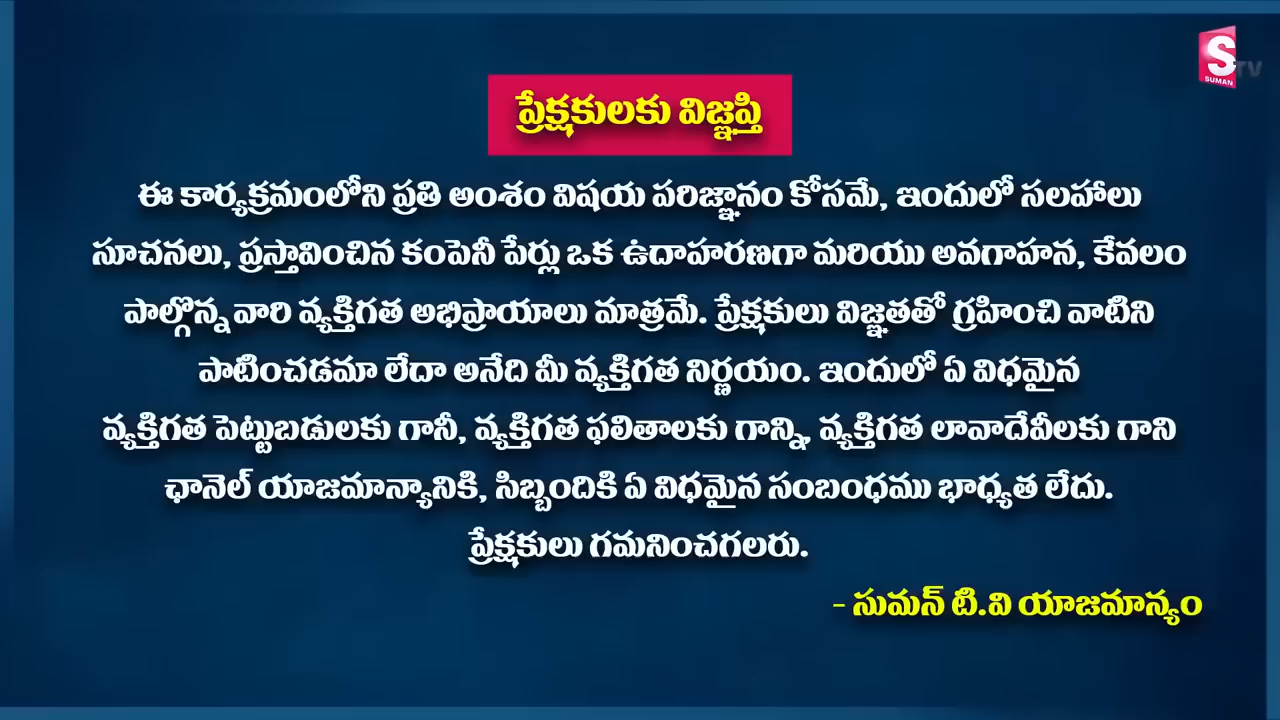 S TV
SUMAN
ప్రేక్షకులకు విజ్ఞప్తి
ఈ కార్యక్రమంలోని ప్రతి అంశం విషయ పరిజ్ఞానం కోసమే, ఇందులో సలహాలు
సూచనలు, ప్రస్తావించిన కంపెనీ పేర్లు ఒక ఉదాహరణగా మరియు అవగాహన, కేవలం
పాల్గొన్న వారి వ్యక్తిగత అభిప్రాయాలు మాత్రమే. ప్రేక్షకులు విజ్ఞతతో గ్రహించి వాటిని
పాటించడమా లేదా అనేది మీ వ్యక్తిగత నిర్ణయం. ఇందులో ఏ విధమైన
వ్యక్తిగత పెట్టుబడులకు గానీ, వ్యక్తిగత ఫలితాలకు గాన్ని, వ్యక్తిగత లావాదేవీలకు గాని
ఛానెల్ యాజమాన్యానికి, సిబ్బందికి ఏ విధమైన సంబంధము భాధ్యత లేదు.
ప్రేక్షకులు గమనించగలరు.
- సుమన్ టి.వి యాజమాన్యం